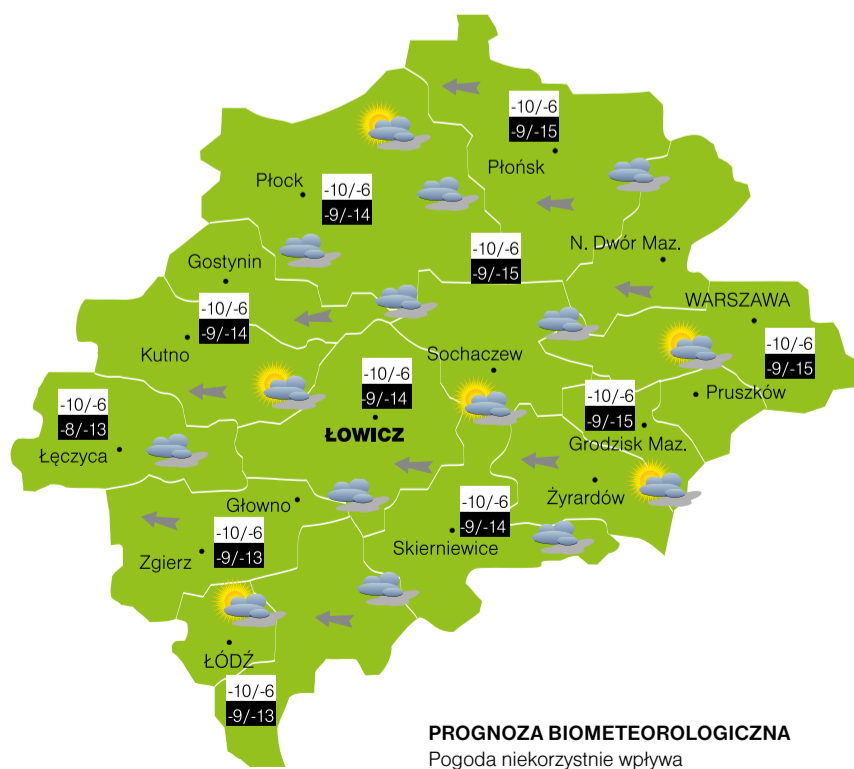 -10/-6
-9/-15
Płońsk
Płock
-10/-6
-9/-14
N. Dwór Maz.
-10/-6
-9/-15
Gostynin
WARSZAWA
-10/-6
-9/-14
Kutno
-10/-6
-9/-15
Sochaczew
-10/-6
-9/-14
ŁOWICZ
Pruszków
-10/-6
-9/-15
Grodzisk Maz.
-10/-6
-8/-13
Łęczyca
Żyrardów
Głowno
-10/-6
-9/-14
Skierniewice
-10/-6
-9/-13
Zgierz
ŁÓDŹ
-10/-6
-9/-13
PROGNOZA BIOMETEOROLOGICZNA
Pogoda niekorzystnie wpływa